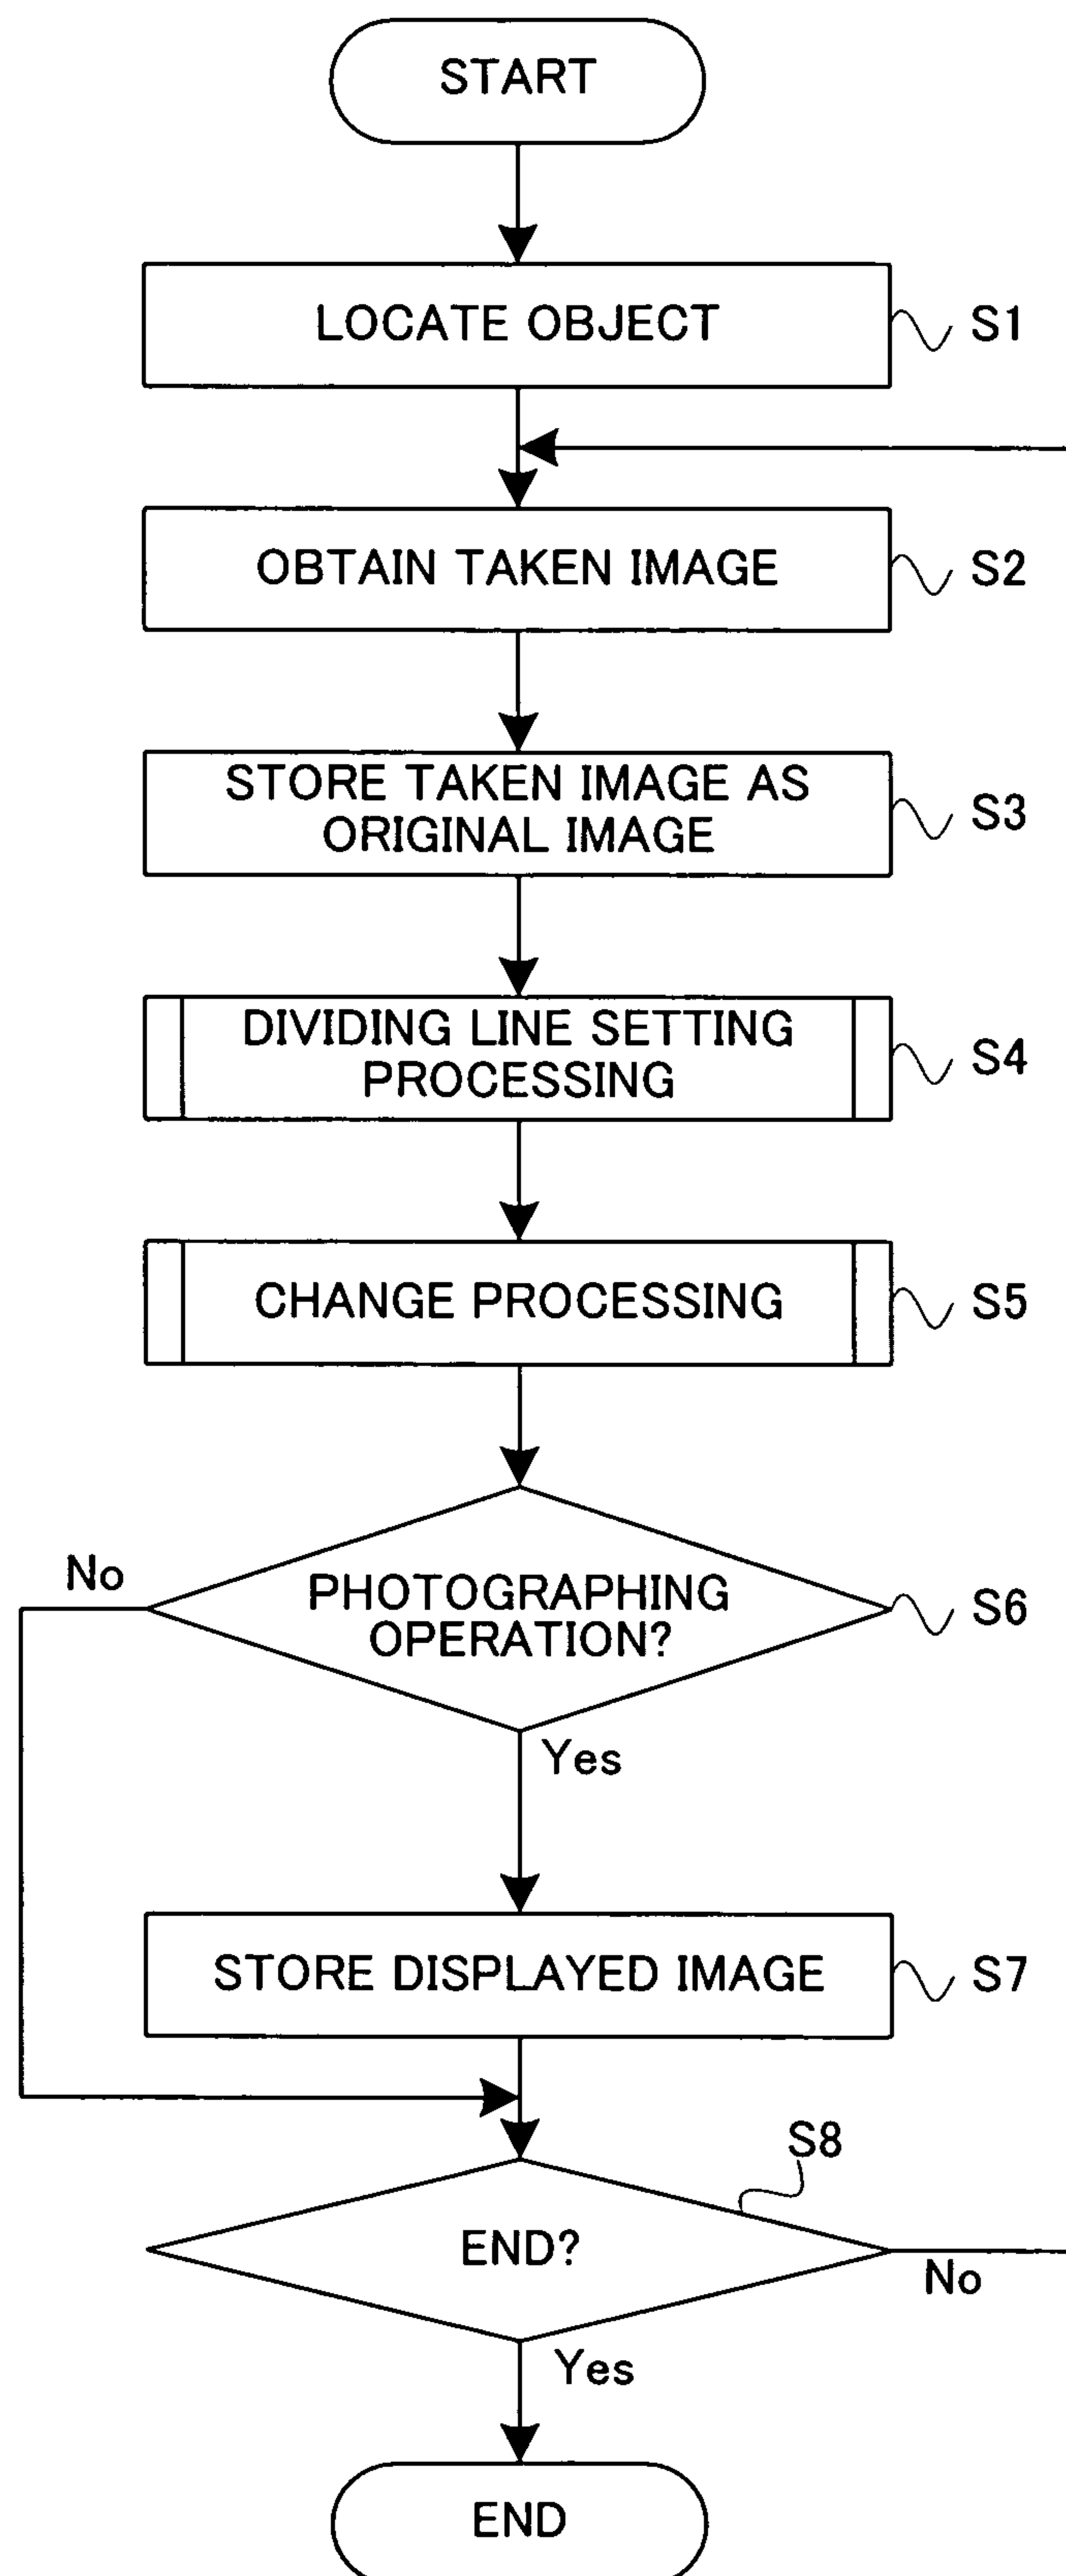 START
LOCATE OBJECT
S1
OBTAIN TAKEN IMAGE
S2
STORE TAKEN IMAGE AS
ORIGINAL IMAGE
S3
DIVIDING LINE SETTING
PROCESSING
S4
CHANGE PROCESSING
S5
No
PHOTOGRAPHING
OPERATION?
S6
Yes
STORE DISPLAYED IMAGE
S7
S8
END?
No
Yes
END